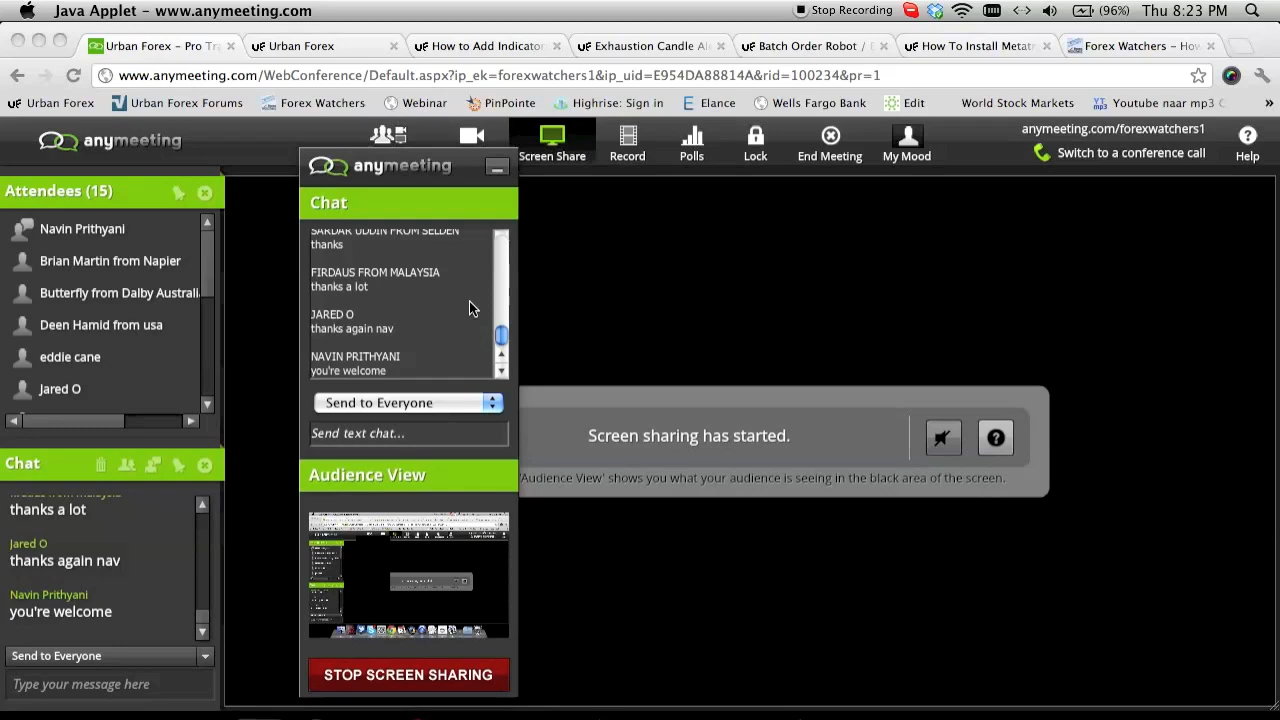 Java Applet - www.anymeeting.com
Stop Recording
(96%)
Thu 8:23 PM
Urban Forex - Pro Tr
Urban Forex
How to Add Indicator
Exhaustion Candle Al
Batch Order Robot / E
How To Install Metat
Forex Watchers - How
www.anymeeting.com/WebConference/Default.aspx?ip_ek=forexwatchers1&ip_uid=E954DA88814A&rid=100234&pr=1
Urban Forex
Urban Forex Forums
Forex Watchers
Webinar
PinPointe
Highrise: Sign in
Elance
Wells Fargo Bank
Edit
World Stock Markets
Youtube naar mp3 C
»
anymeeting
Screen Share
Record
Polls
Lock
End Meeting
My Mood
anymeeting.com/forexwatchers1
Switch to a conference call
Help
Attendees (15)
Navin Prithyani
Brian Martin from Napier
Butterfly from Dalby Australi
Deen Hamid from usa
eddie cane
Jared O
Chat
Firdaus from malaysia
thanks a lot
Jared O
thanks again nav
Navin Prithyani
you're welcome
Send to Everyone
Type your message here
anymeeting
Chat
SARDAR UDDIN FROM SELDEN
thanks
FIRDAUS FROM MALAYSIA
thanks a lot
JARED O
thanks again nav
NAVIN PRITHYANI
you're welcome
Send to Everyone
Send text chat...
Audience View
STOP SCREEN SHARING
Screen sharing has started.
'Audience View' shows you what your audience is seeing in the black area of the screen.